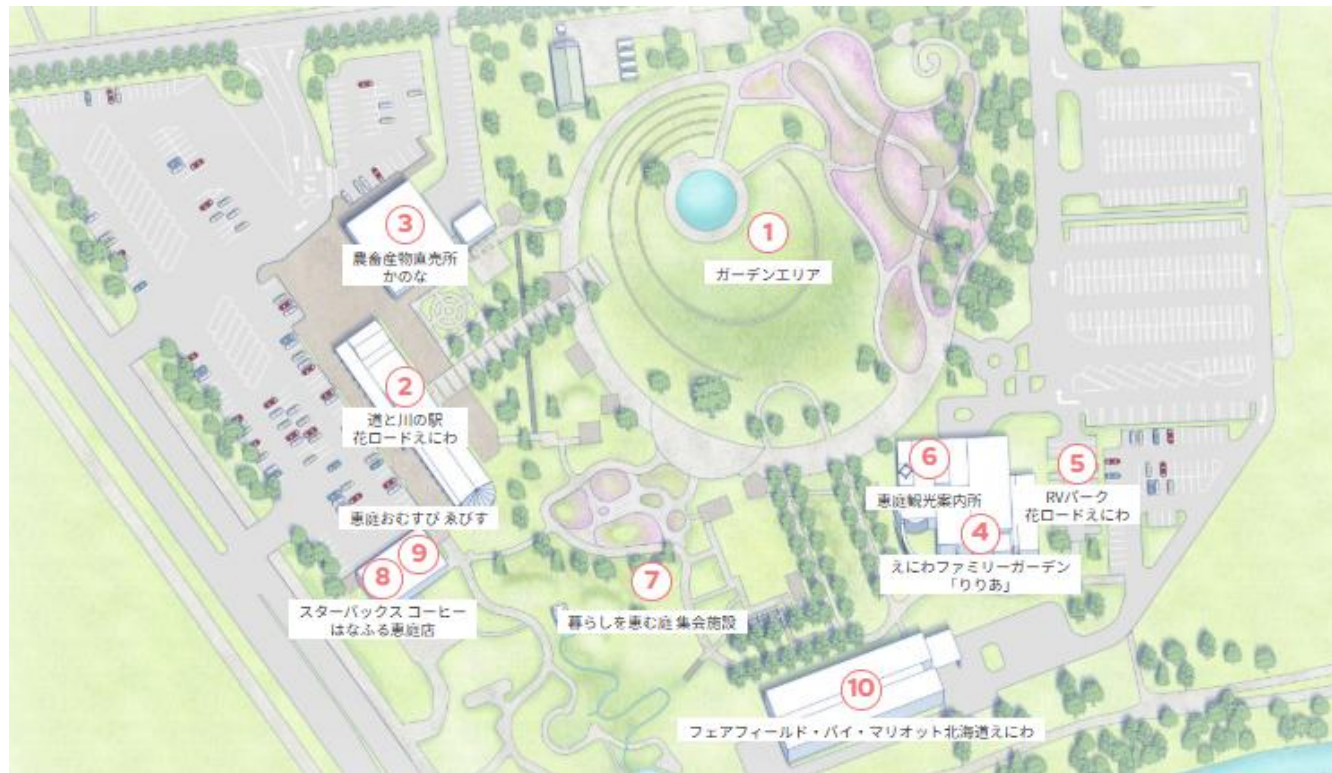 1
ガーデンエリア
3
農畜産物直売所
かのな
2
道と川の駅
花ロードえにわ
6
恵庭観光案内所
5
RVパーク
花ロードえにわ
4
えにわファミリーガーデン
「りりあ」
恵庭おむすび ゑびす
9
8
スターバックス コーヒー
はなふる恵庭店
7
暮らしを恵む庭 集会施設
10
フェアフィールド・バイ・マリオット北海道えにわ